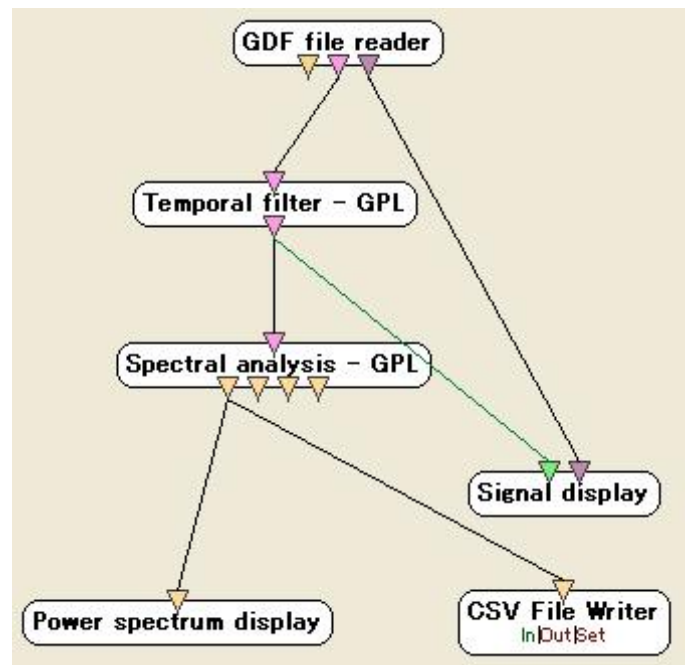 GDF file reader
Temporal filter - GPL
Spectral analysis - GPL
Signal display
Power spectrum display
CSV File Writer
In|Out|Set